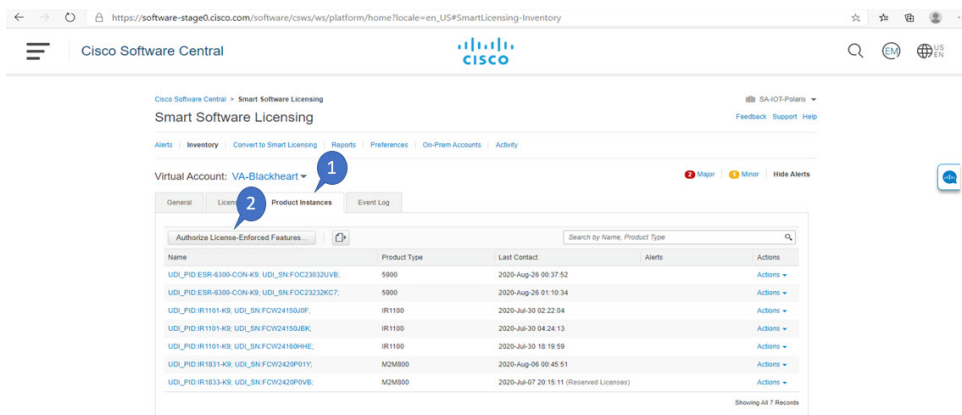 https://software-stage0.cisco.com/software/csws/ws/platform/home?locale=en_US#SmartLicensing-Inventory
Cisco Software Central
CISCO
EM
US
EN
Cisco Software Central > Smart Software Licensing
SA-IOT-Polaris
Smart Software Licensing
Feedback Support Help
Alerts | Inventory | Convert to Smart Licensing | Reports | Preferences | On-Prem Accounts | Activity
1
Virtual Account: VA-Blackheart
2 Major | 1 Minor | Hide Alerts
General Product Instances Event Log
2
Authorize License-Enforced Features...
Search by Name, Product Type
Name Product Type Last Contact Alerts Actions
UDI_PID:ESR-6300-CON-K9; UDI_SN:FOC23032UVB; 5900 2020-Aug-26 00:37:52 Actions
UDI_PID:ESR-6300-CON-K9; UDI_SN:FOC23232KC7; 5900 2020-Aug-26 01:10:34 Actions
UDI_PID:IR1101-K9; UDI_SN:FCW24150J0F; IR1100 2020-Jul-30 02:22:04 Actions
UDI_PID:IR1101-K9; UDI_SN:FCW24150JBK; IR1100 2020-Jul-30 04:24:13 Actions
UDI_PID:IR1101-K9; UDI_SN:FCW24160HHE; IR1100 2020-Jul-30 18:19:59 Actions
UDI_PID:IR1831-K9; UDI_SN:FCW2420P01Y; M2M800 2020-Aug-06 00:45:51 Actions
UDI_PID:IR1833-K9; UDI_SN:FCW2420P0VB; M2M800 2020-Jul-07 20:15:11 (Reserved Licenses) Actions
Showing All 7 Records